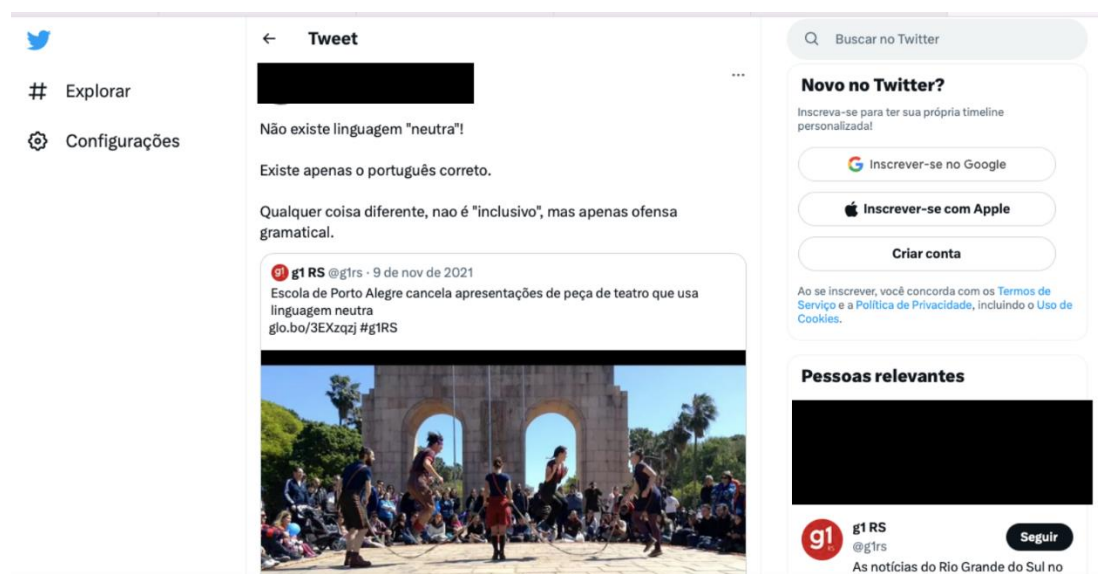 Explorar
Configurações
Tweet
Não existe linguagem "neutra"!
Existe apenas o português correto.
Qualquer coisa diferente, nao é "inclusivo", mas apenas ofensa
gramatical.
g1 RS @g1rs · 9 de nov de 2021
Escola de Porto Alegre cancela apresentações de peça de teatro que usa
linguagem neutra
glo.bo/3EXzqzj #g1RS
Buscar no Twitter
Novo no Twitter?
Inscreva-se para ter sua própria timeline
personalizada!
Inscrever-se no Google
Inscrever-se com Apple
Criar conta
Ao se inscrever, você concorda com os Termos de
Serviço e a Política de Privacidade, incluindo o Uso de
Cookies.
Pessoas relevantes
g1 RS
@g1rs
Seguir
As notícias do Rio Grande do Sul no